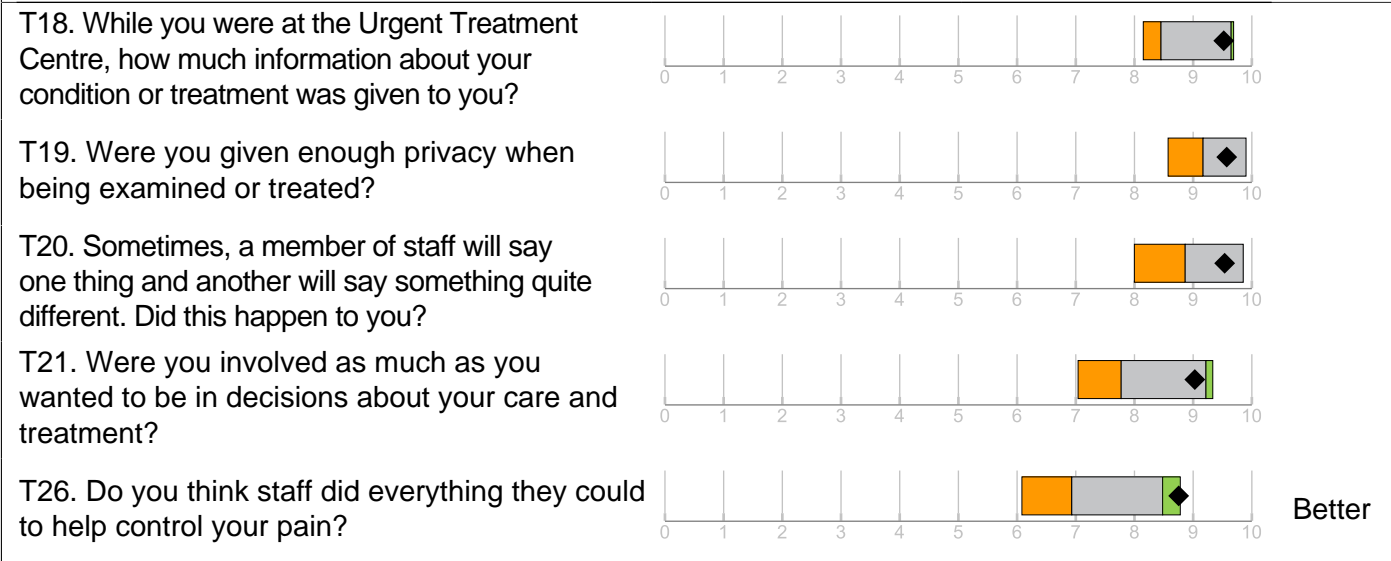 T18. While you were at the Urgent Treatment
Centre, how much information about your
condition or treatment was given to you?
0 1 2 3 4 5 6 7 8 9 10
T19. Were you given enough privacy when
being examined or treated?
0 1 2 3 4 5 6 7 8 9 10
T20. Sometimes, a member of staff will say
one thing and another will say something quite
different. Did this happen to you?
0 1 2 3 4 5 6 7 8 9 10
T21. Were you involved as much as you
wanted to be in decisions about your care and
treatment?
0 1 2 3 4 5 6 7 8 9 10
T26. Do you think staff did everything they could
to help control your pain?
0 1 2 3 4 5 6 7 8 9 10
Better